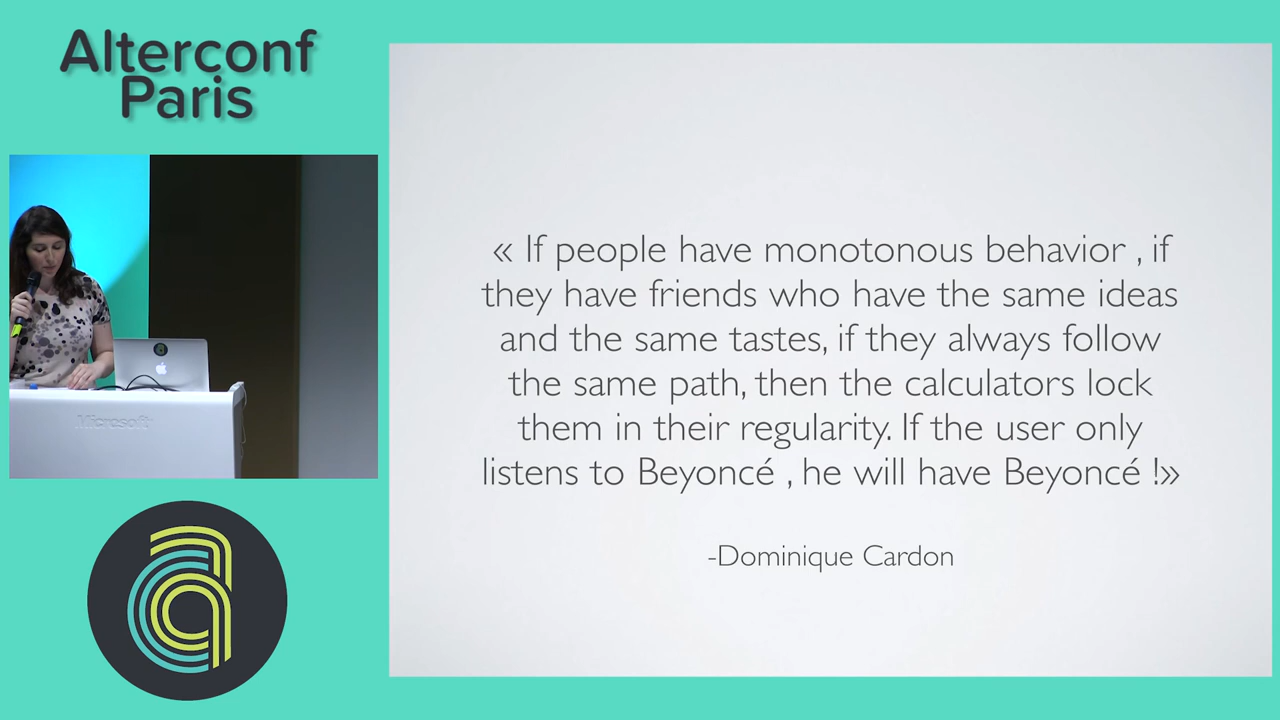 Alterconf
Paris
Microsoft
« If people have monotonous behavior , if
they have friends who have the same ideas
and the same tastes, if they always follow
the same path, then the calculators lock
them in their regularity. If the user only
listens to Beyoncé , he will have Beyoncé !»
-Dominique Cardon